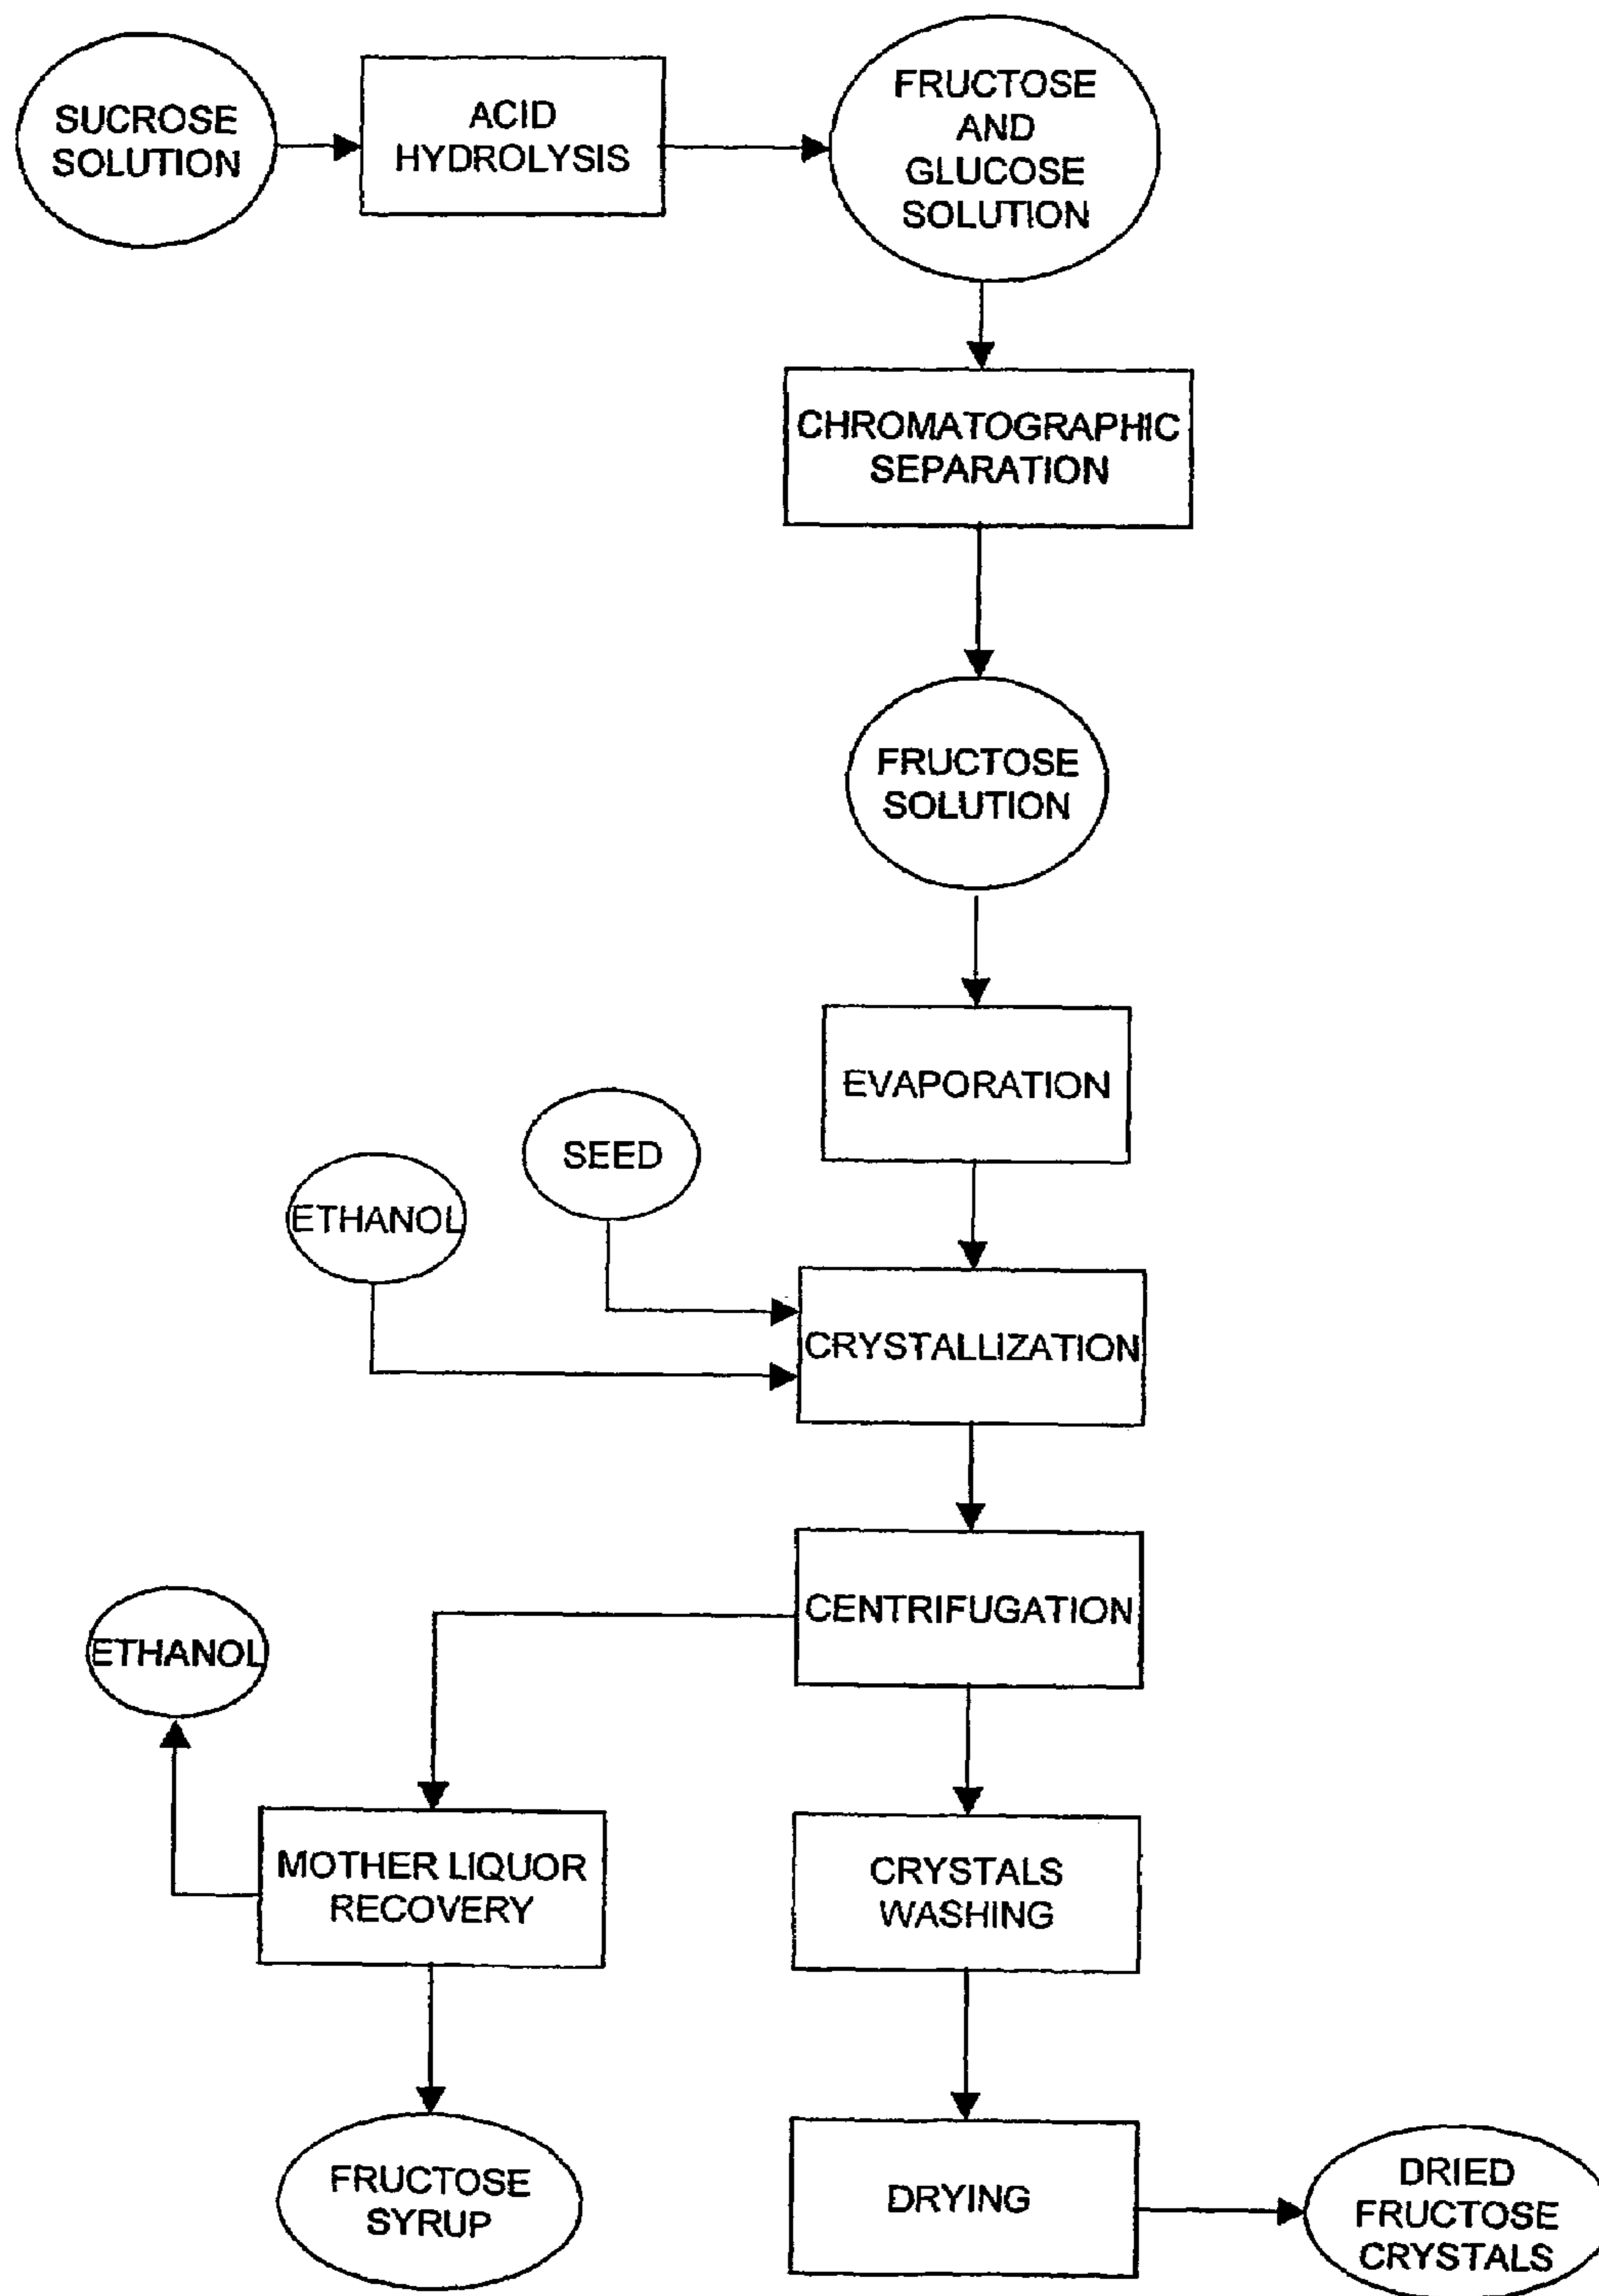 SUCROSE
SOLUTION
ACID
HYDROLYSIS
FRUCTOSE
AND
GLUCOSE
SOLUTION
CHROMATOGRAPHIC
SEPARATION
FRUCTOSE
SOLUTION
EVAPORATION
SEED
ETHANOL
CRYSTALLIZATION
CENTRIFUGATION
ETHANOL
MOTHER LIQUOR
RECOVERY
CRYSTALS
WASHING
FRUCTOSE
SYRUP
DRYING
DRIED
FRUCTOSE
CRYSTALS